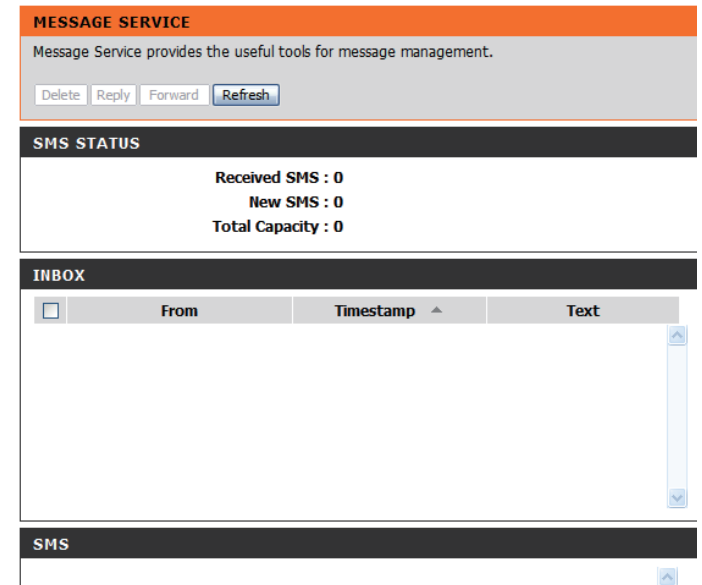 MESSAGE SERVICE
Message Service provides the useful tools for message management.
Delete Reply Forward Refresh
SMS STATUS
Received SMS : 0
New SMS : 0
Total Capacity : 0
INBOX
From Timestamp Text
SMS